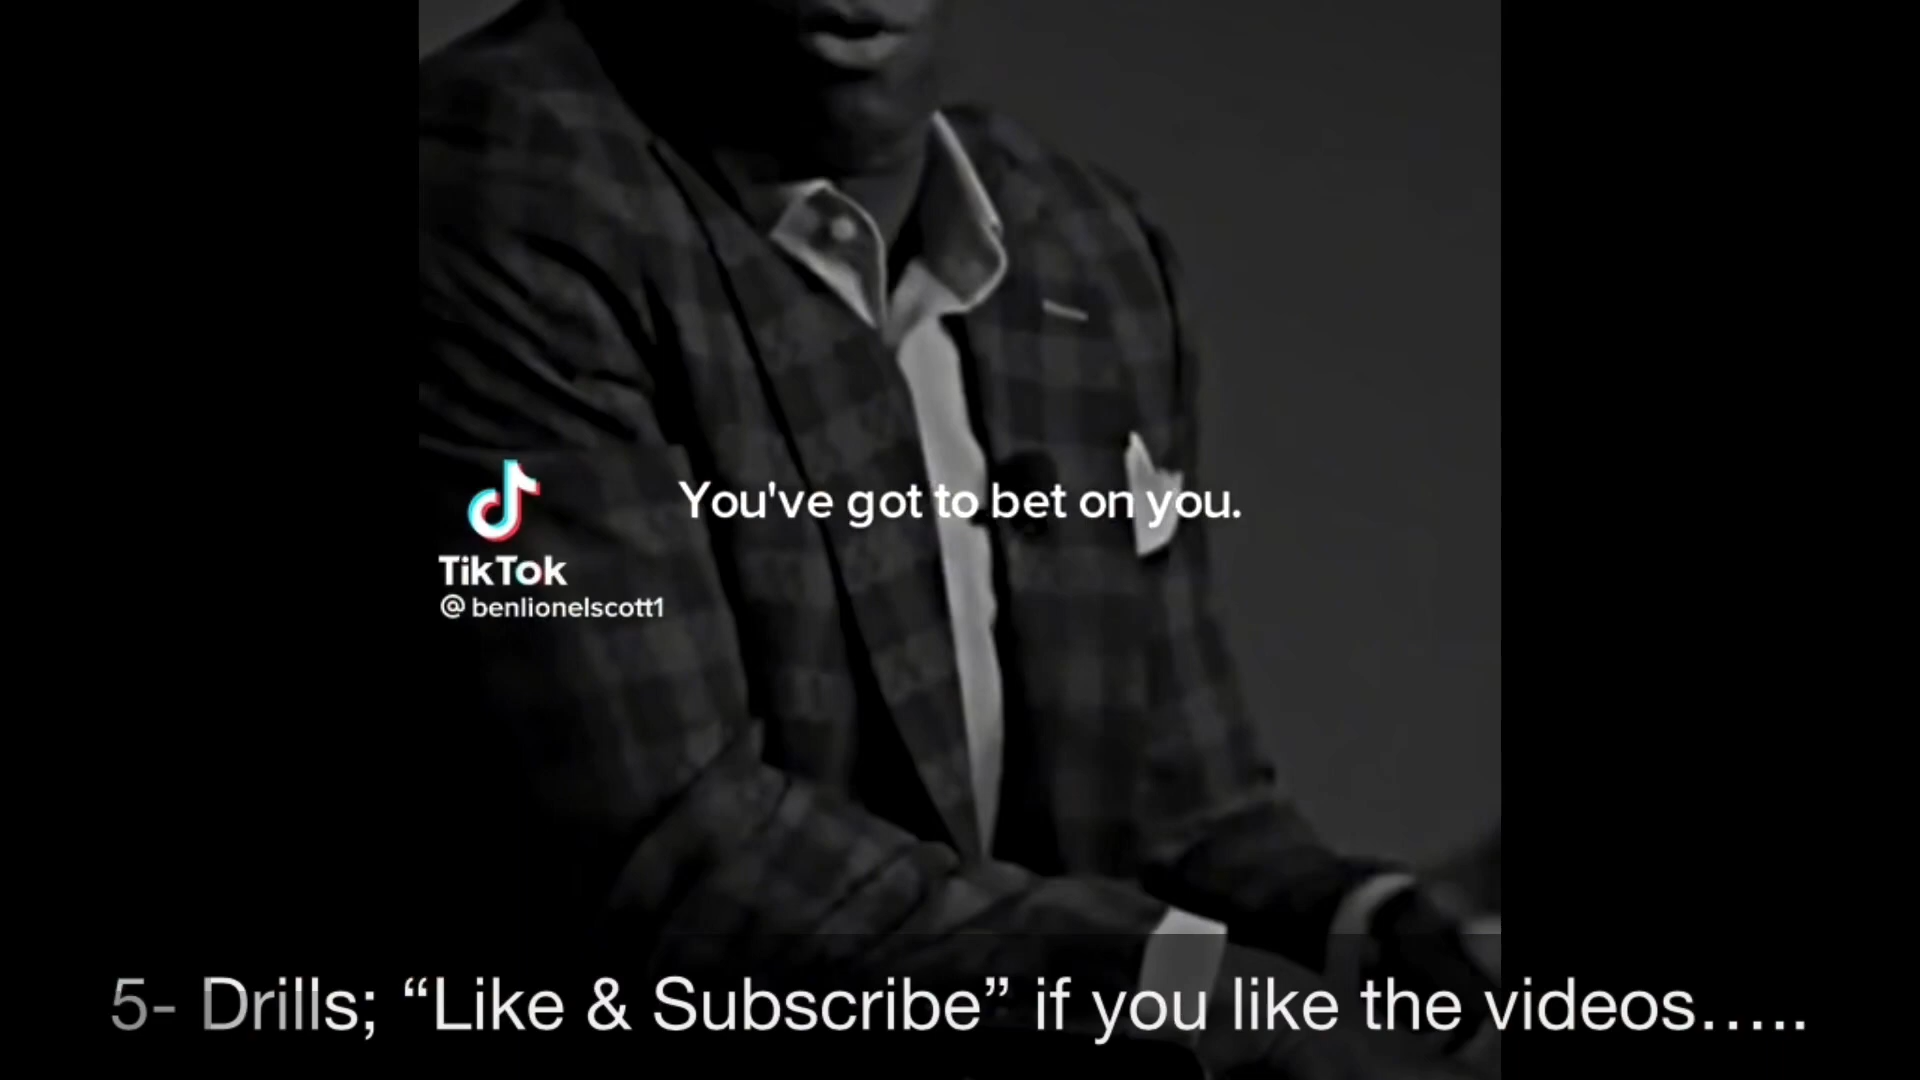 You've got to bet on you.
TikTok
@benlionelscott1
5- Drills; “Like & Subscribe” if you like the videos…..